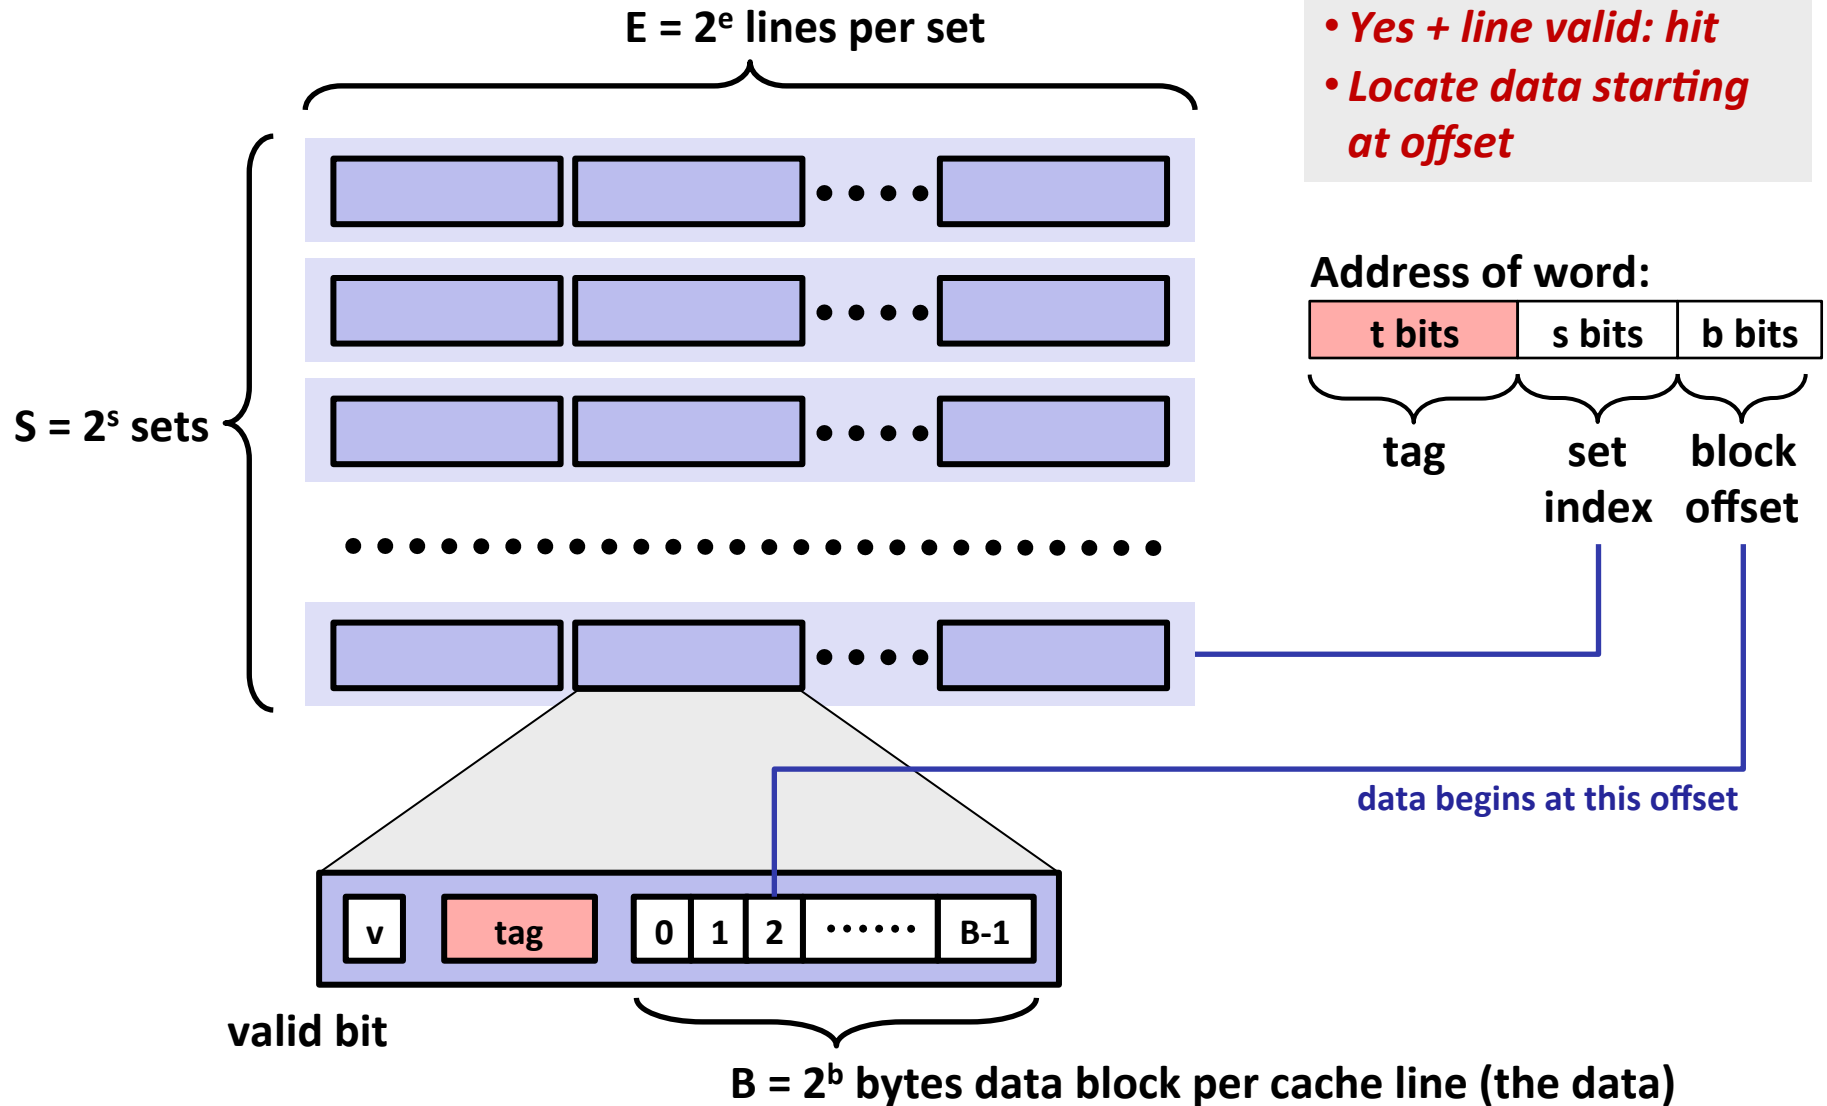 E = 2ᵉ lines per set
• Yes + line valid: hit
• Locate data starting
at offset
Address of word:
t bits s bits b bits
S = 2ˢ sets
tag set block
index offset
data begins at this offset
v tag 0 1 2 •••••• B-1
valid bit
B = 2ᵇ bytes data block per cache line (the data)